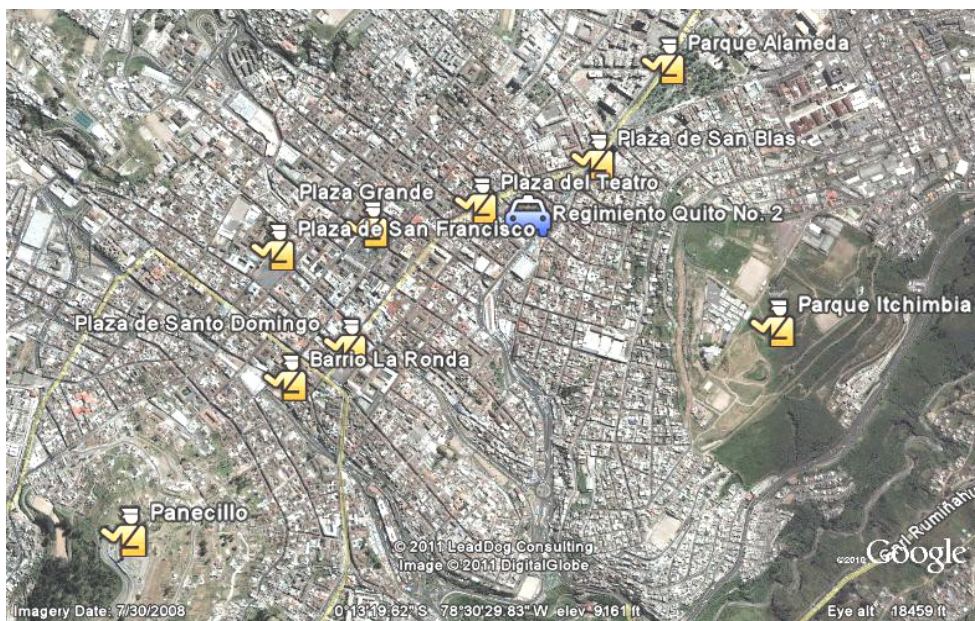 Parque Alameda
Plaza de San Blas
Plaza Grande
Plaza del Teatro
Regimiento Quito No. 2
Plaza de San Francisco
Parque Itchimbia
Plaza de Santo Domingo
Barrio La Ronda
Panecillo
© 2011 LeadDog Consulting
Image © 2011 DigitalGlobe
©2010 Google
Imagery Date: 7/30/2008
0°13'19.62" S 78°30'29.83" W elev 9161 ft
Eye alt 18459 ft